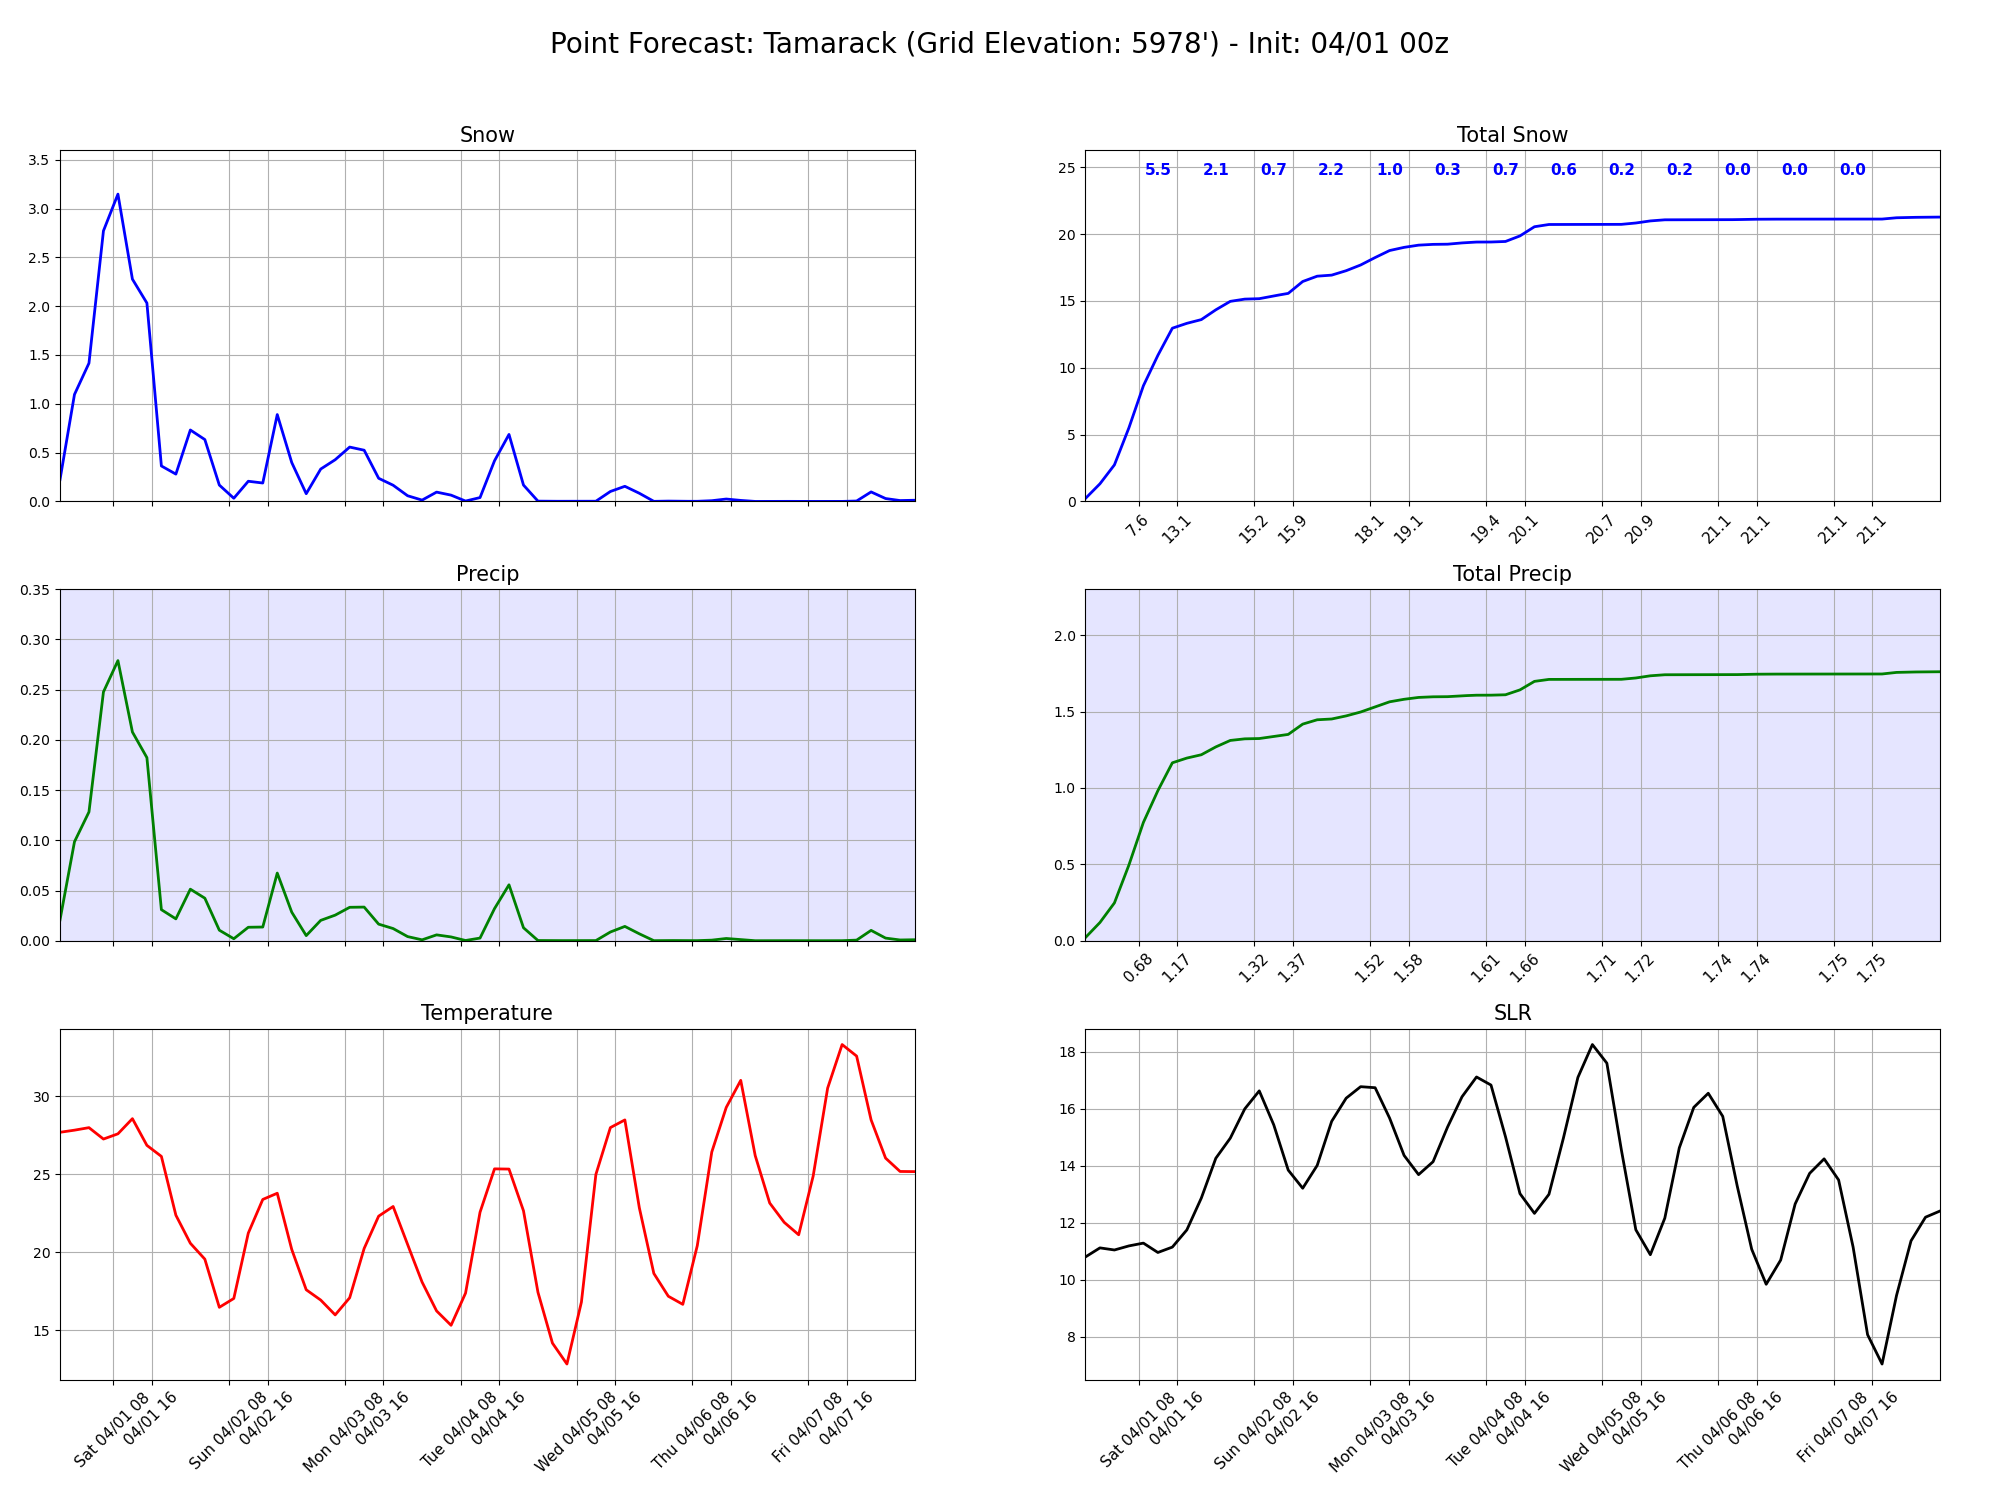 Point Forecast: Tamarack (Grid Elevation: 5978') - Init: 04/01 00z
Snow
3.5
3.0
2.5
2.0
1.5
1.0
0.5
0.0
Total Snow
5.5 2.1 0.7 2.2 1.0 0.3 0.7 0.6 0.2 0.2 0.0 0.0 0.0
25
20
15
10
5
0
7.6 13.1 15.2 15.9 18.1 19.1 19.4 20.1 20.7 20.9 21.1 21.1 21.1 21.1
Precip
0.35
0.30
0.25
0.20
0.15
0.10
0.05
0.00
Total Precip
2.0
1.5
1.0
0.5
0.0
0.68 1.17 1.32 1.37 1.52 1.58 1.61 1.66 1.71 1.72 1.74 1.74 1.75 1.75
Temperature
30
25
20
15
Sat 04/01 08
04/01 16
Sun 04/02 08
04/02 16
Mon 04/03 08
04/03 16
Tue 04/04 08
04/04 16
Wed 04/05 08
04/05 16
Thu 04/06 08
04/06 16
Fri 04/07 08
04/07 16
SLR
18
16
14
12
10
8
Sat 04/01 08
04/01 16
Sun 04/02 08
04/02 16
Mon 04/03 08
04/03 16
Tue 04/04 08
04/04 16
Wed 04/05 08
04/05 16
Thu 04/06 08
04/06 16
Fri 04/07 08
04/07 16